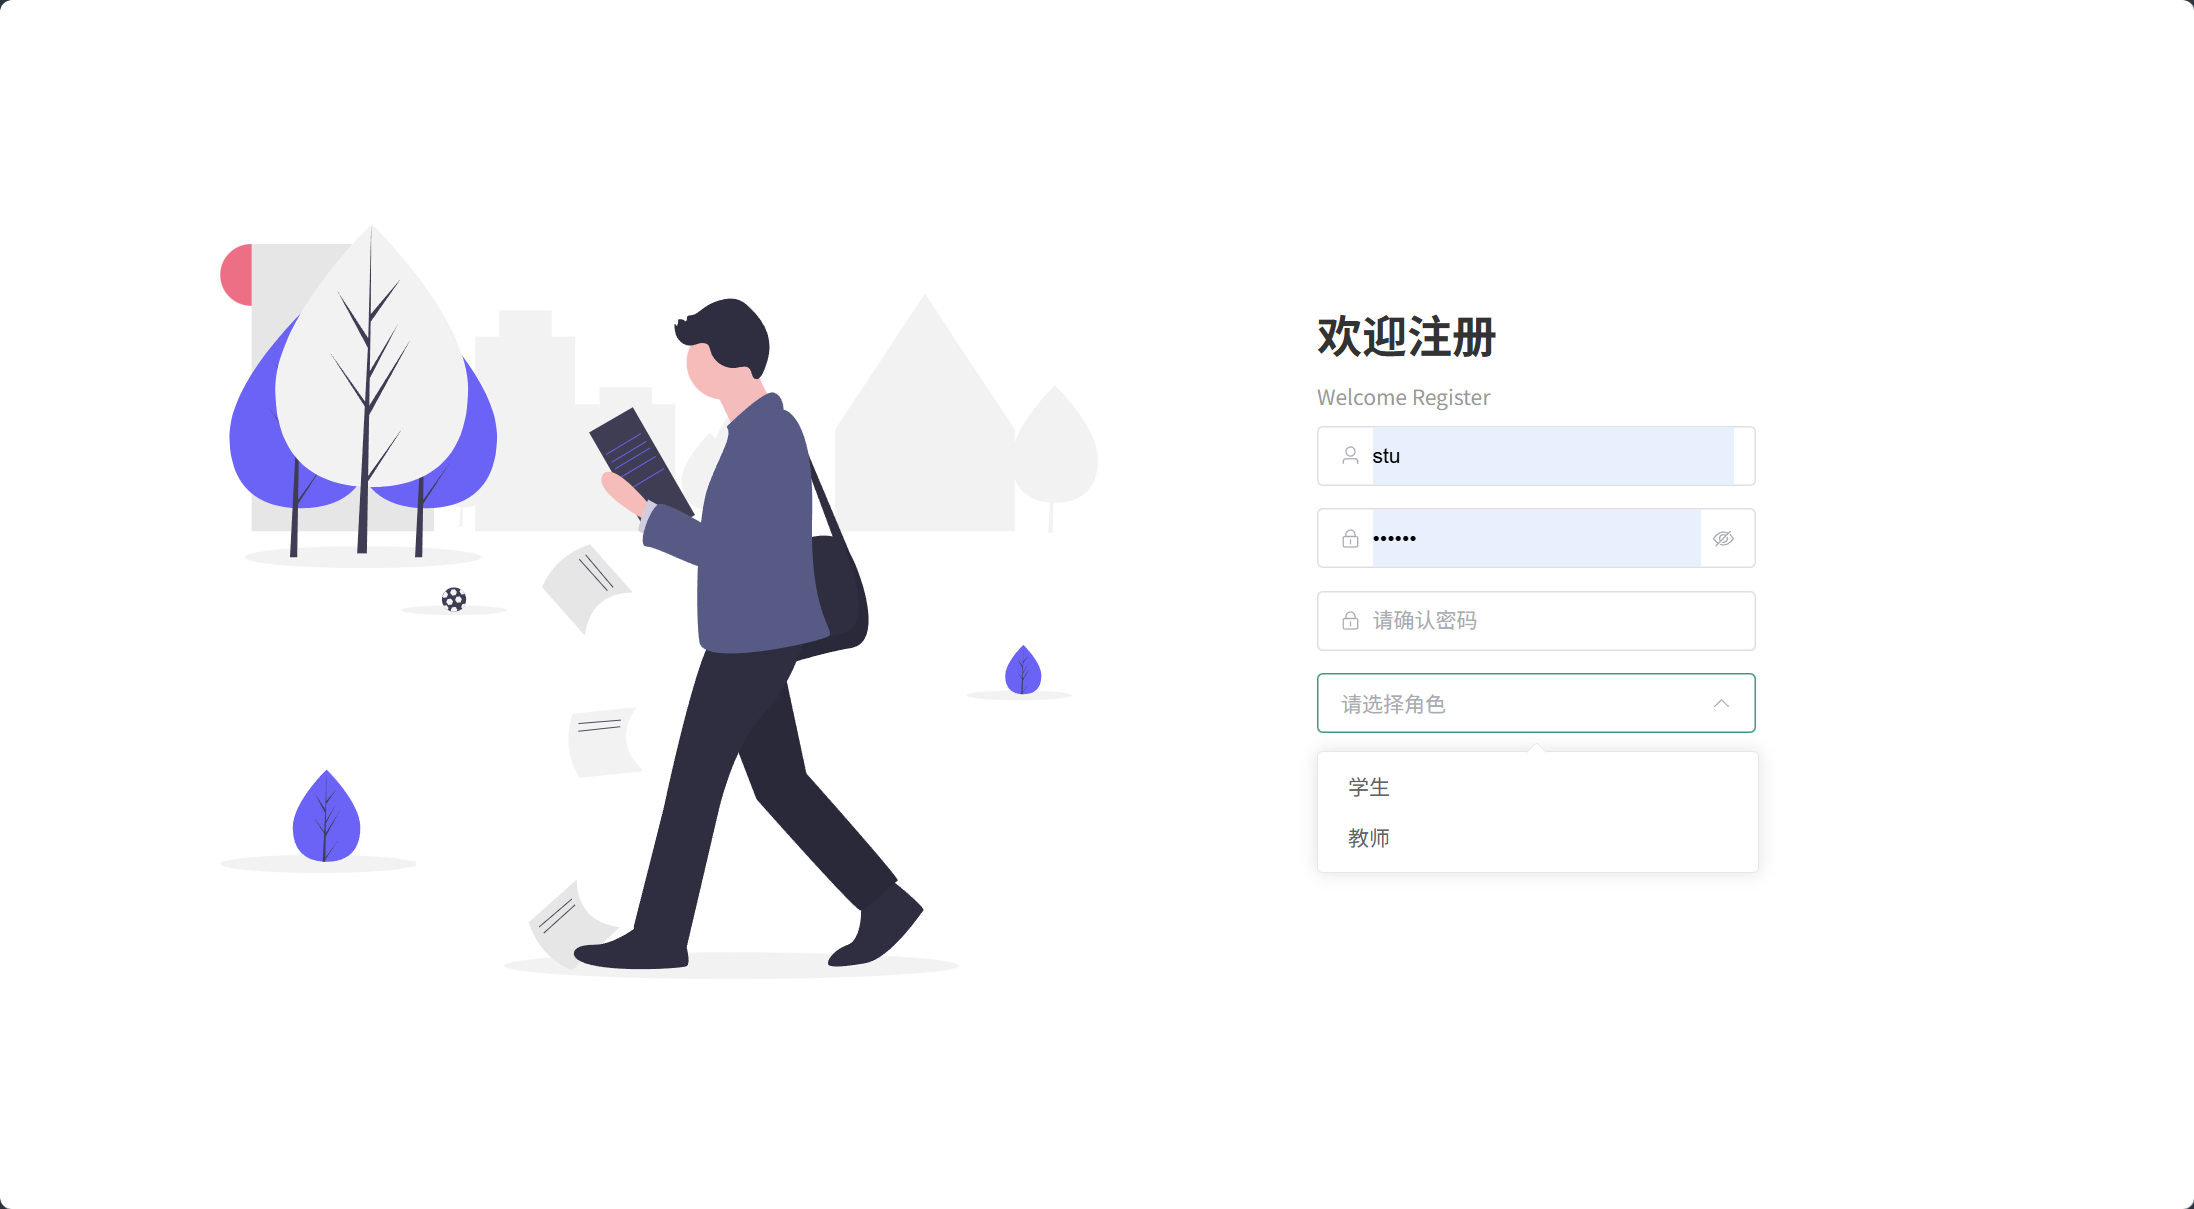 欢迎注册
Welcome Register
stu
••••••
请确认密码
请选择角色
学生
教师